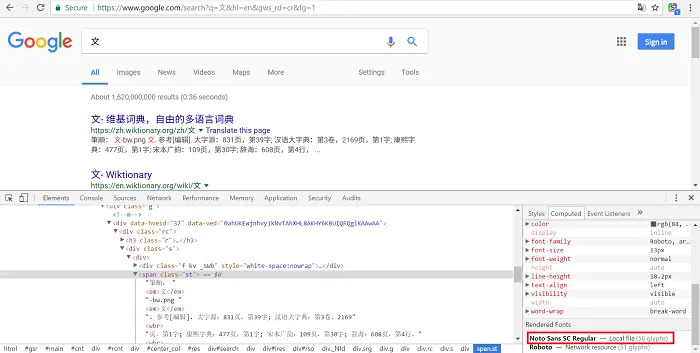 https://www.google.com/search?q=文&hl=en&gws_rd=cr&fg=1
Google
文
Sign in
All Images News Videos Maps More Settings Tools
About 1,620,000,000 results (0.36 seconds)
文- 维基词典，自由的多语言词典
https://zh.wiktionary.org/zh/文 Translate this page
筆順： 文-bw.png 文. 参考[编辑]. 大字源：831页，第39字; 汉语大字典：第3卷，2169页，第1字; 康熙字
典：477页，第1字; 宋本广韵：109页，第30字; 辞海：608页，第4行， ...
文 - Wiktionary
https://en.wiktionary.org/wiki/文
Elements Console Sources Network Performance Memory Application Security Audits
<div class="g">
<!--m-->
<div class="rc">
<h3 class="r">…</h3>
<div class="s">
<div>
<div class="f kv _SWb" style="white-space:nowrap">…</div>
<span class="st"> == $0
"筆順： "
<em>文</em>
"-bw.png "
<em>文</em>
". 参考[编辑]. 大字源：831页，第39字; 汉语大字典：第3卷，2169"
<wbr>
"页，第1字; 康熙字典：477页，第1字; 宋本广韵：109页，第30字; 辞海：608页，第4行，"
<wbr>
html #gsr #main #cnt div div div #center_col #res div #search div #ires div #rso div._NId div.srg div.g div div.rc div.s div span.st
Styles Computed Event Listeners »
color rgb(84,
display inline
font-family Roboto, ar…
font-size 13px
font-weight normal
height auto
line-height 18.2px
text-align left
visibility visible
width auto
word-wrap break-word
Rendered Fonts
Noto Sans SC Regular — Local file (56 glyphs)
Roboto — Network resource (51 glyphs)